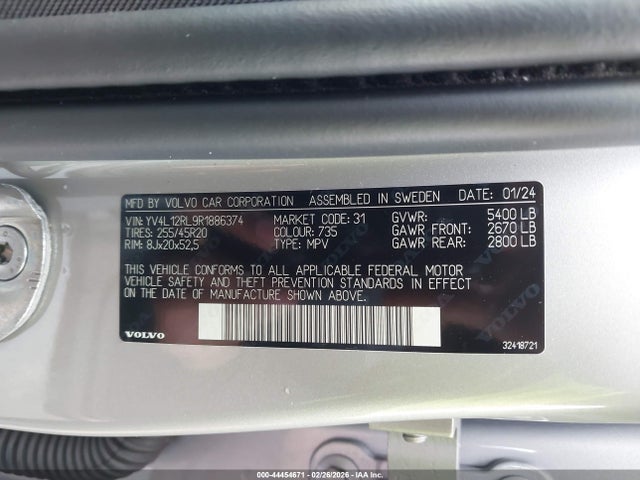 MFD BY VOLVO CAR CORPORATION ASSEMBLED IN SWEDEN DATE: 01/24
VIN: YV4L12RL9R1886374 MARKET CODE: 31 GVWR: 5400 LB
TIRES: 255/45R20 COLOUR: 735 GAWR FRONT: 2670 LB
RIM: 8Jx20x52,5 TYPE: MPV GAWR REAR: 2800 LB
THIS VEHICLE CONFORMS TO ALL APPLICABLE FEDERAL MOTOR
VEHICLE SAFETY AND THEFT PREVENTION STANDARDS IN EFFECT
ON THE DATE OF MANUFACTURE SHOWN ABOVE.
VOLVO 32418721
000-44454671 02/26/2026 IAA Inc.